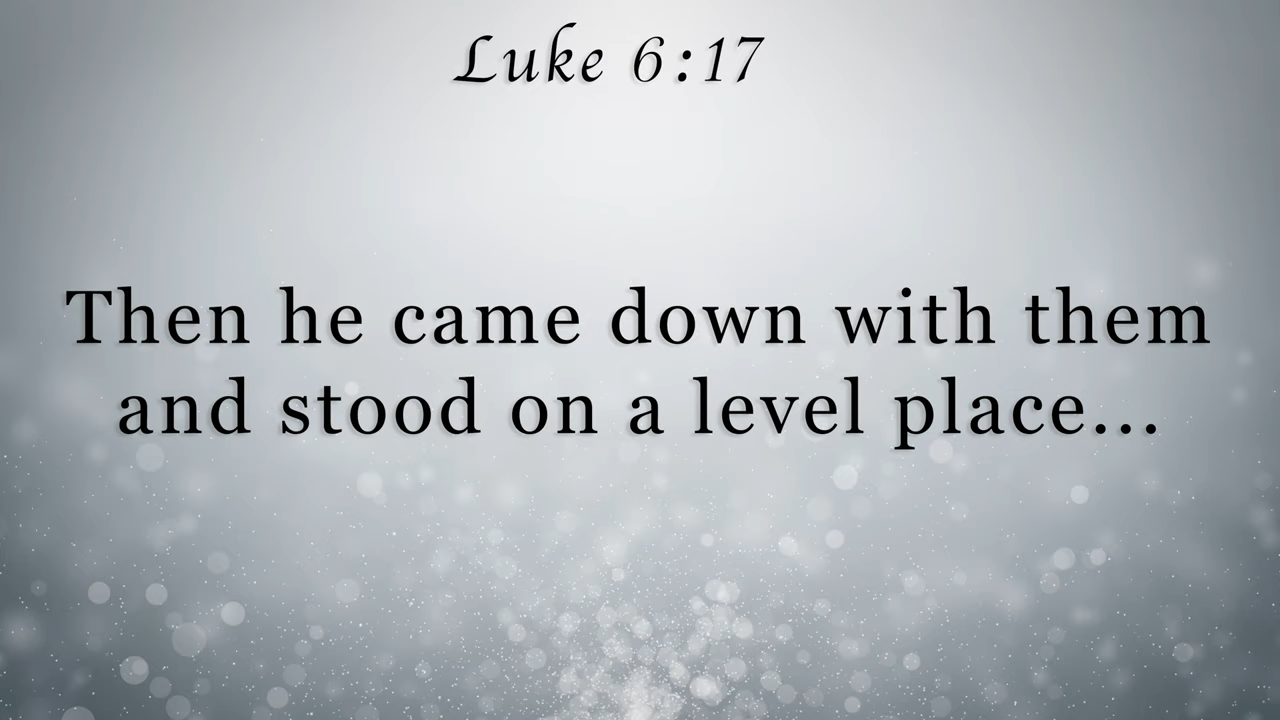 Luke 6:17
Then he came down with them
and stood on a level place...